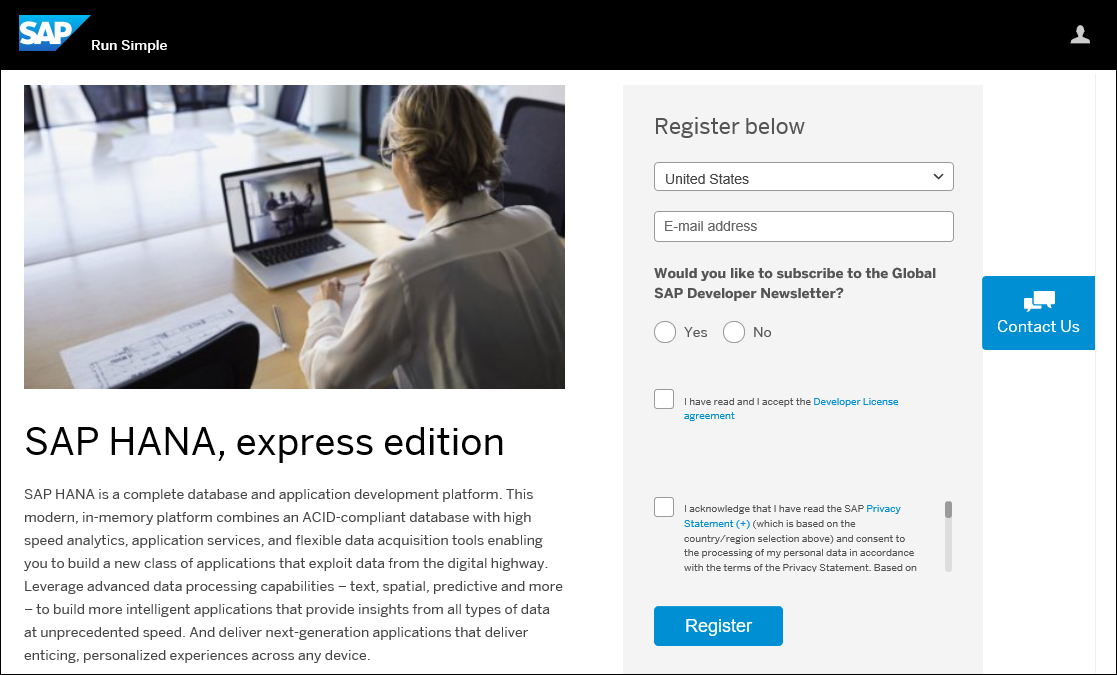 SAP
Run Simple
SAP HANA, express edition
SAP HANA is a complete database and application development platform. This
modern, in-memory platform combines an ACID-compliant database with high
speed analytics, application services, and flexible data acquisition tools enabling
you to build a new class of applications that exploit data from the digital highway.
Leverage advanced data processing capabilities – text, spatial, predictive and more
– to build more intelligent applications that provide insights from all types of data
at unprecedented speed. And deliver next-generation applications that deliver
enticing, personalized experiences across any device.
Register below
United States
E-mail address
Would you like to subscribe to the Global
SAP Developer Newsletter?
Yes No
I have read and I accept the Developer License
agreement
I acknowledge that I have read the SAP Privacy
Statement (+) (which is based on the
country/region selection above) and consent to
the processing of my personal data in accordance
with the terms of the Privacy Statement. Based on
Register
Contact Us